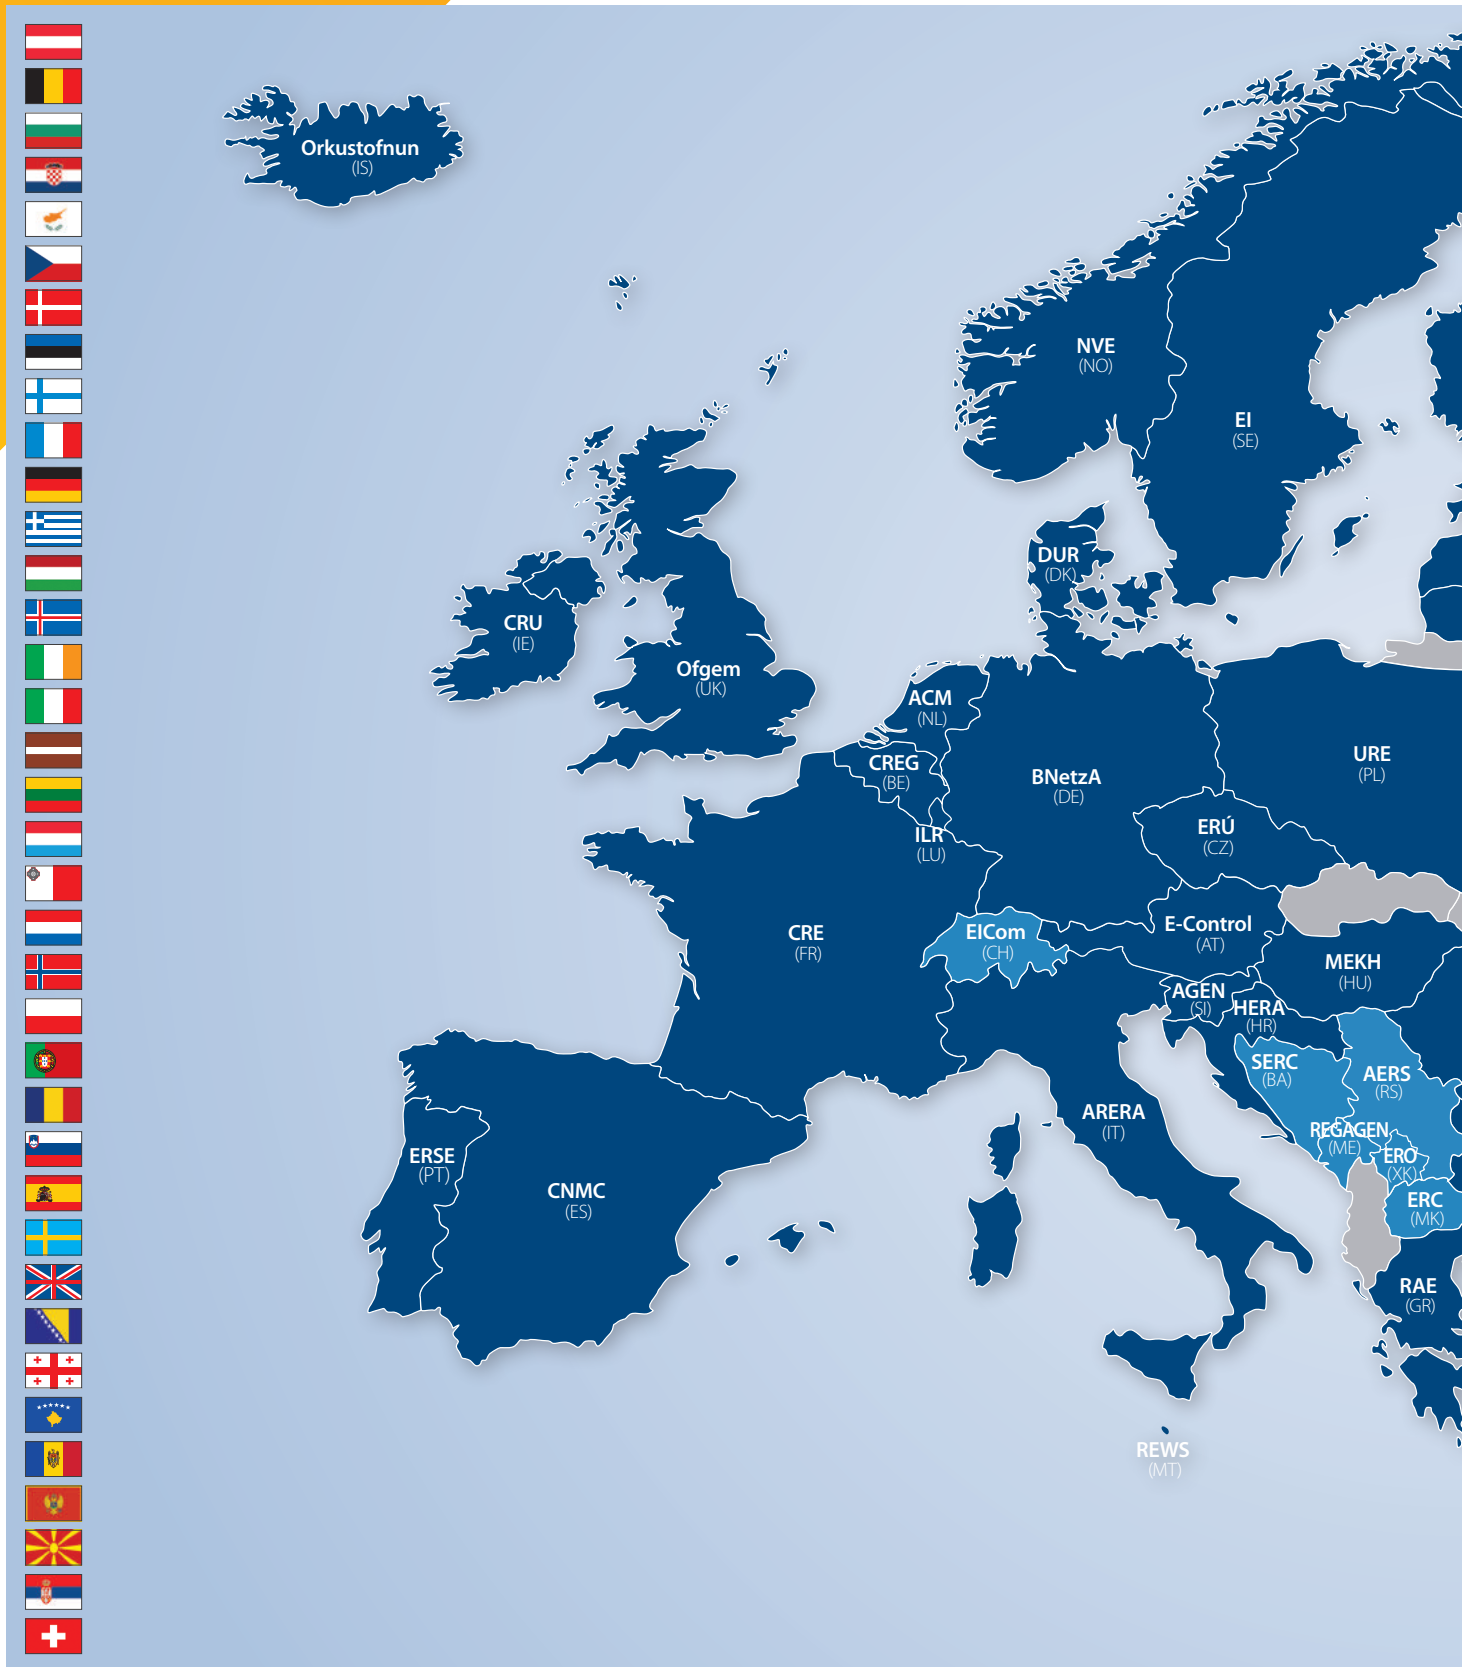 Orkustofnun
(IS)
NVE
(NO)
EI
(SE)
DUR
(DK)
CRU
(IE)
Ofgem
(UK)
ACM
(NL)
CREG
(BE)
BNetzA
(DE)
URE
(PL)
ILR
(LU)
ERÚ
(CZ)
CRE
(FR)
ElCom
(CH)
E-Control
(AT)
MEKH
(HU)
AGEN
(SI)
HERA
(HR)
SERC
(BA)
AERS
(RS)
ARERA
(IT)
REGAGEN
(ME)
ERO
(XK)
ERSE
(PT)
CNMC
(ES)
ERC
(MK)
RAE
(GR)
REWS
(MT)